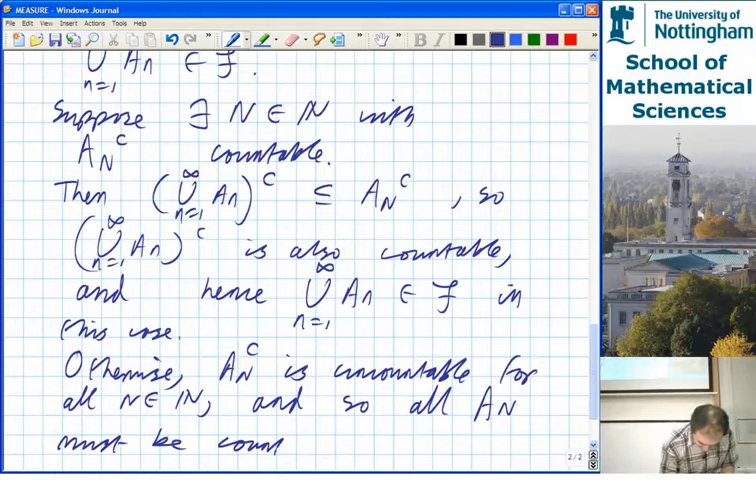 MEASURE - Windows Journal
File Edit View Insert Actions Tools Help
B I
⋃_{n=1}^{∞} An ∈ F.
Suppose ∃ N ∈ ℕ with
A_N^c countable.
Then (⋃_{n=1}^{∞} An)^c ⊆ A_N^c, so
(⋃_{n=1}^{∞} An)^c is also countable,
and hence ⋃_{n=1}^{∞} An ∈ F in
this case.
Otherwise, A_N^c is uncountable for
all N ∈ ℕ, and so all A_N
must be count
2/2
The University of
Nottingham
School of
Mathematical
Sciences